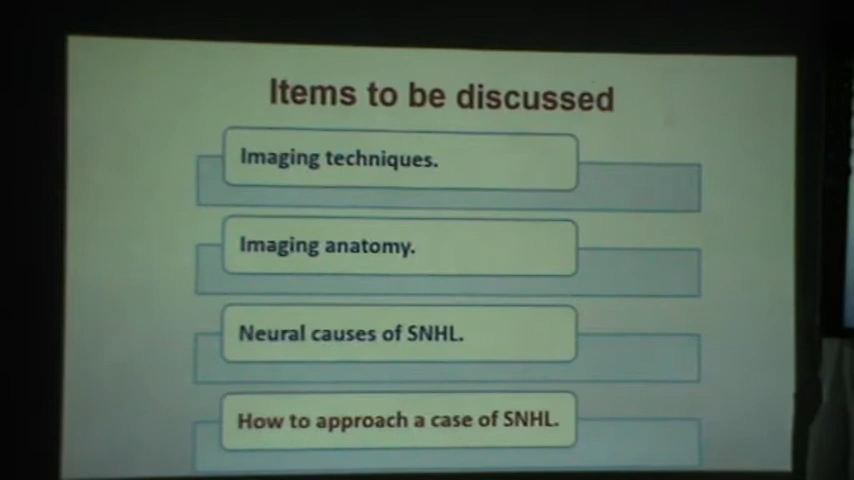 Items to be discussed
Imaging techniques.
Imaging anatomy.
Neural causes of SNHL.
How to approach a case of SNHL.